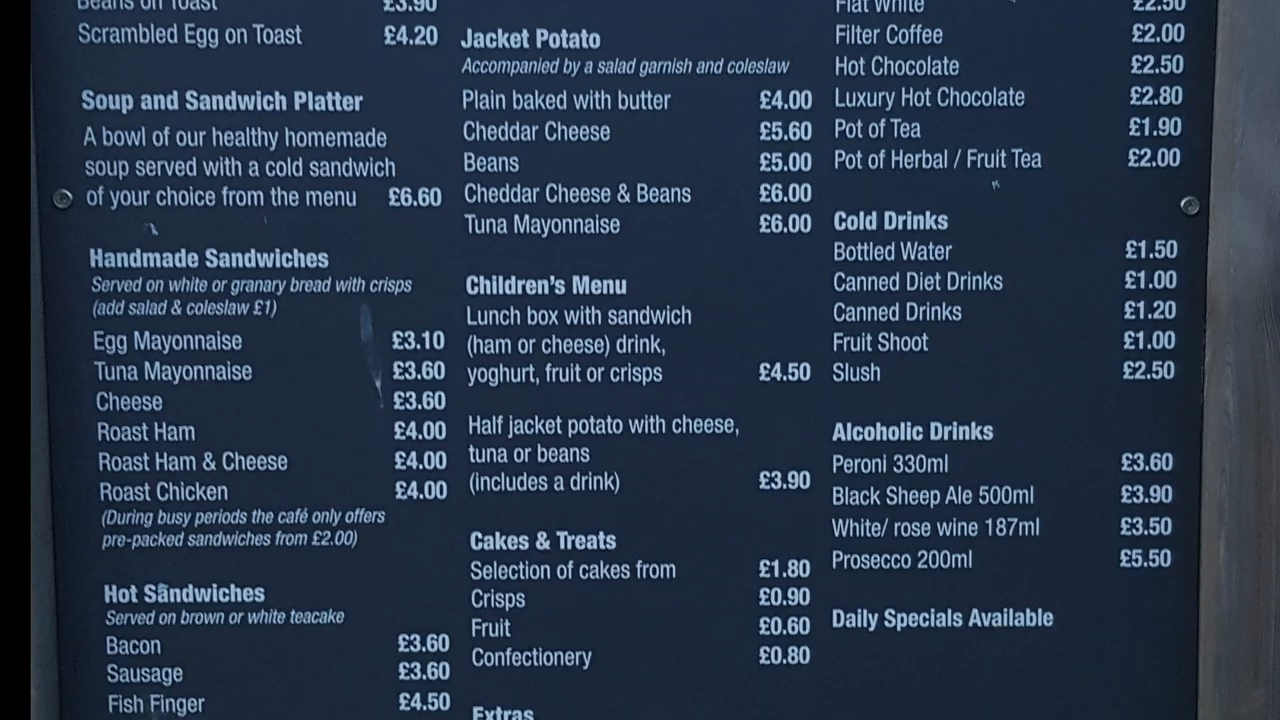 Beans on Toast £3.90
Scrambled Egg on Toast £4.20
Soup and Sandwich Platter
A bowl of our healthy homemade
soup served with a cold sandwich
of your choice from the menu £6.60
Handmade Sandwiches
Served on white or granary bread with crisps
(add salad & coleslaw £1)
Egg Mayonnaise £3.10
Tuna Mayonnaise £3.60
Cheese £3.60
Roast Ham £4.00
Roast Ham & Cheese £4.00
Roast Chicken £4.00
(During busy periods the café only offers
pre-packed sandwiches from £2.00)
Hot Sandwiches
Served on brown or white teacake
Bacon £3.60
Sausage £3.60
Fish Finger £4.50
Jacket Potato
Accompanied by a salad garnish and coleslaw
Plain baked with butter £4.00
Cheddar Cheese £5.60
Beans £5.00
Cheddar Cheese & Beans £6.00
Tuna Mayonnaise £6.00
Children's Menu
Lunch box with sandwich
(ham or cheese) drink,
yoghurt, fruit or crisps £4.50
Half jacket potato with cheese,
tuna or beans
(includes a drink) £3.90
Cakes & Treats
Selection of cakes from £1.80
Crisps £0.90
Fruit £0.60
Confectionery £0.80
Extras
Flat White £2.50
Filter Coffee £2.00
Hot Chocolate £2.50
Luxury Hot Chocolate £2.80
Pot of Tea £1.90
Pot of Herbal / Fruit Tea £2.00
Cold Drinks
Bottled Water £1.50
Canned Diet Drinks £1.00
Canned Drinks £1.20
Fruit Shoot £1.00
Slush £2.50
Alcoholic Drinks
Peroni 330ml £3.60
Black Sheep Ale 500ml £3.90
White/ rose wine 187ml £3.50
Prosecco 200ml £5.50
Daily Specials Available